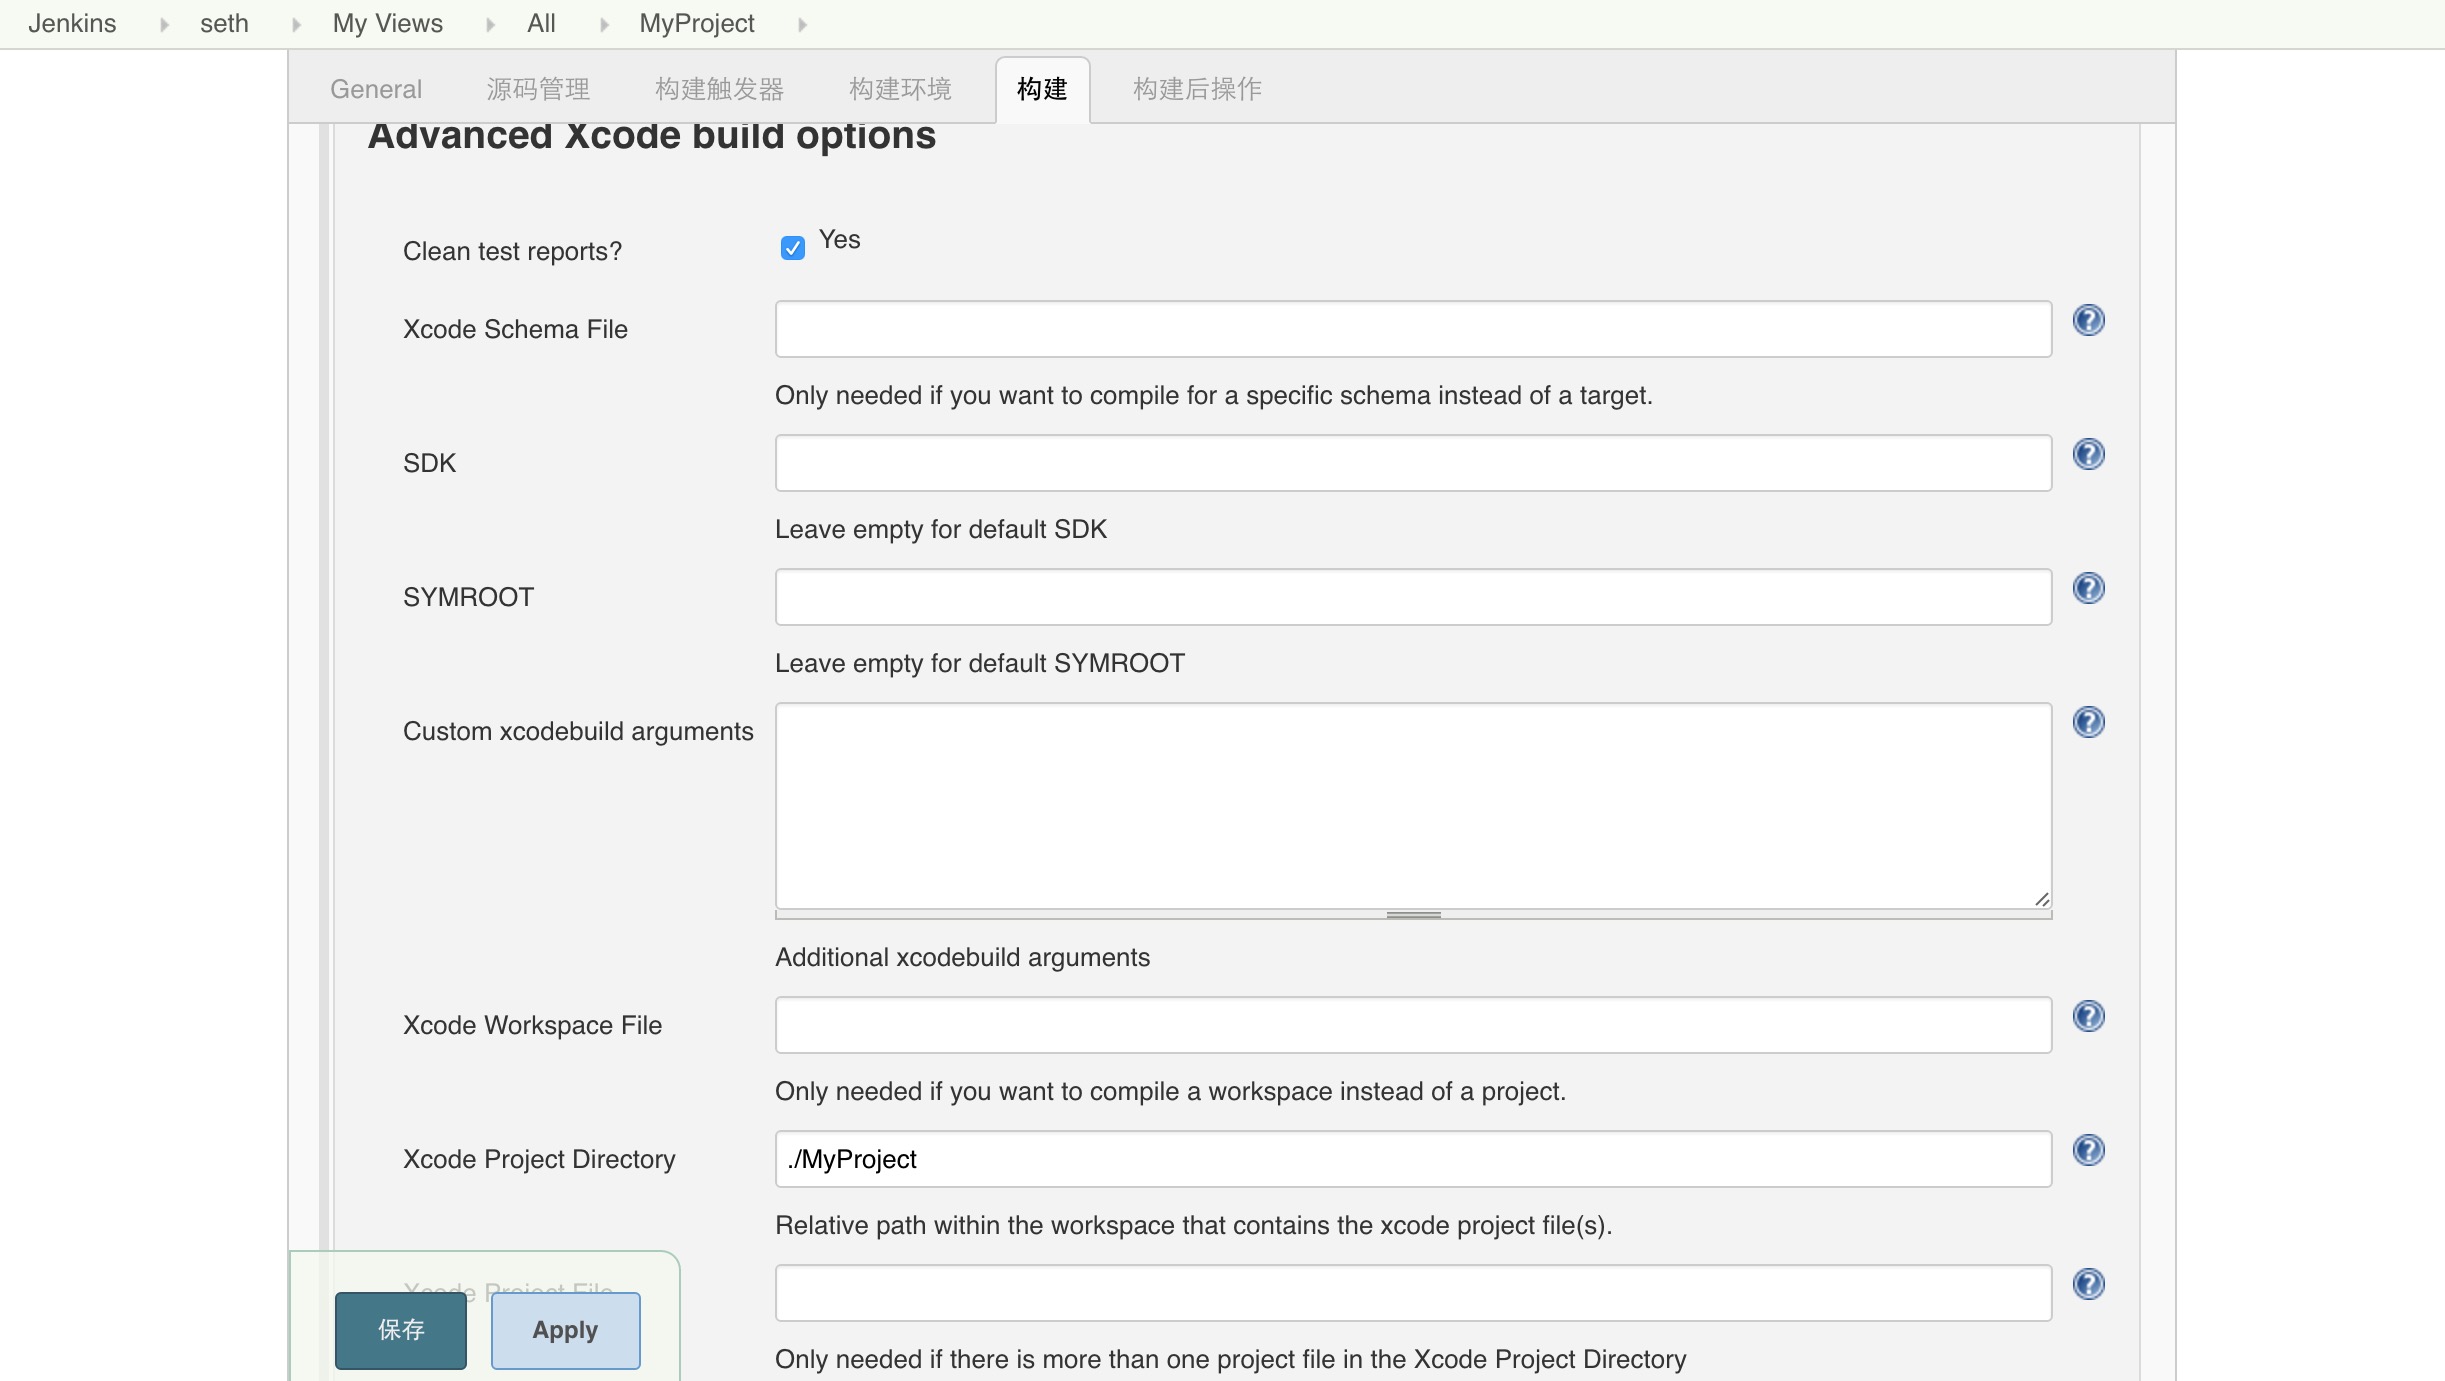 Jenkins seth My Views All MyProject
General 源码管理 构建触发器 构建环境 构建 构建后操作
Advanced Xcode build options
Clean test reports? Yes
Xcode Schema File
Only needed if you want to compile for a specific schema instead of a target.
SDK
Leave empty for default SDK
SYMROOT
Leave empty for default SYMROOT
Custom xcodebuild arguments
Additional xcodebuild arguments
Xcode Workspace File
Only needed if you want to compile a workspace instead of a project.
Xcode Project Directory ./MyProject
Relative path within the workspace that contains the xcode project file(s).
Xcode Project File
保存 Apply
Only needed if there is more than one project file in the Xcode Project Directory